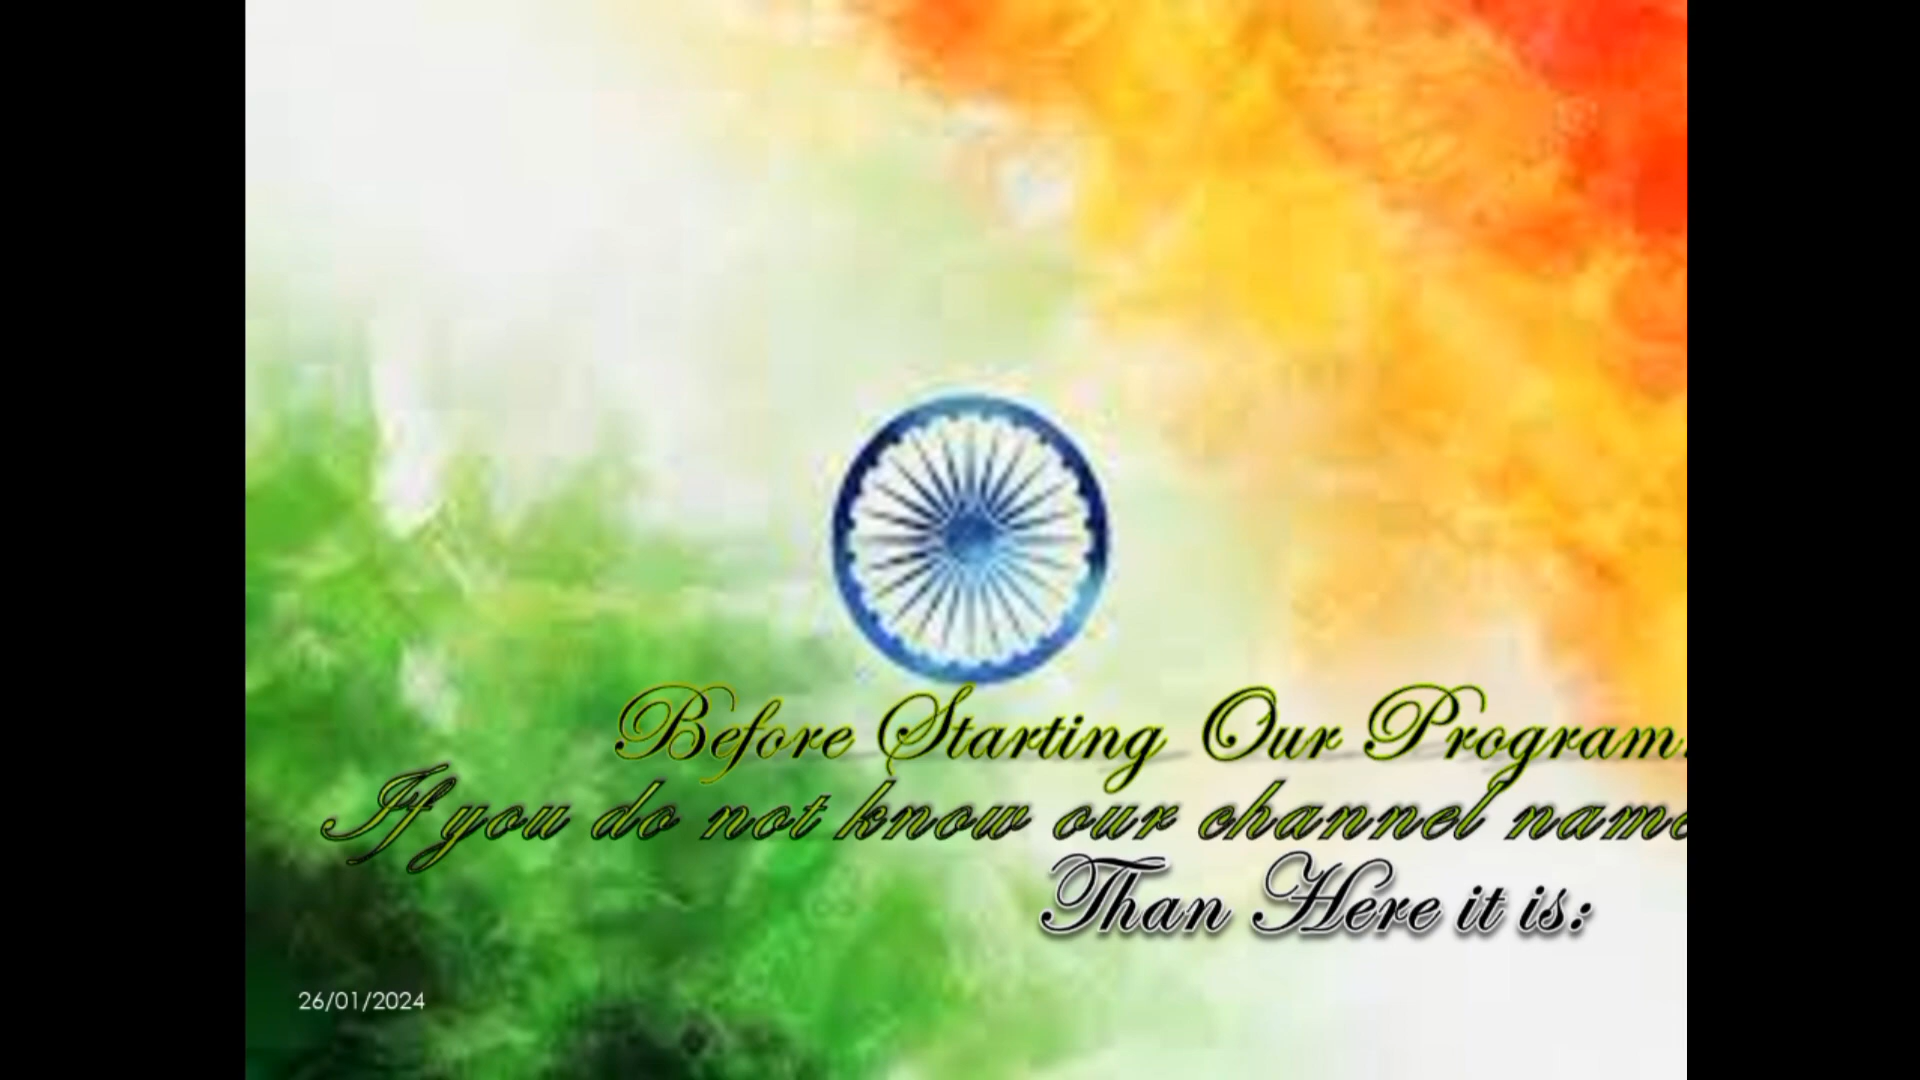 Before Starting Our Program.
If you do not know our channel name
Than Here it is:
26/01/2024